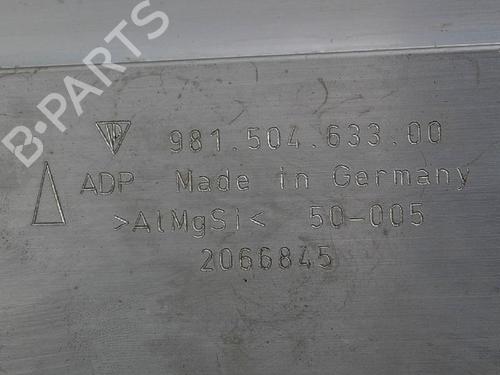 B-PARTS
981.504.633.00
ADP Made in Germany
>AlMgSi< 50-005
2066845